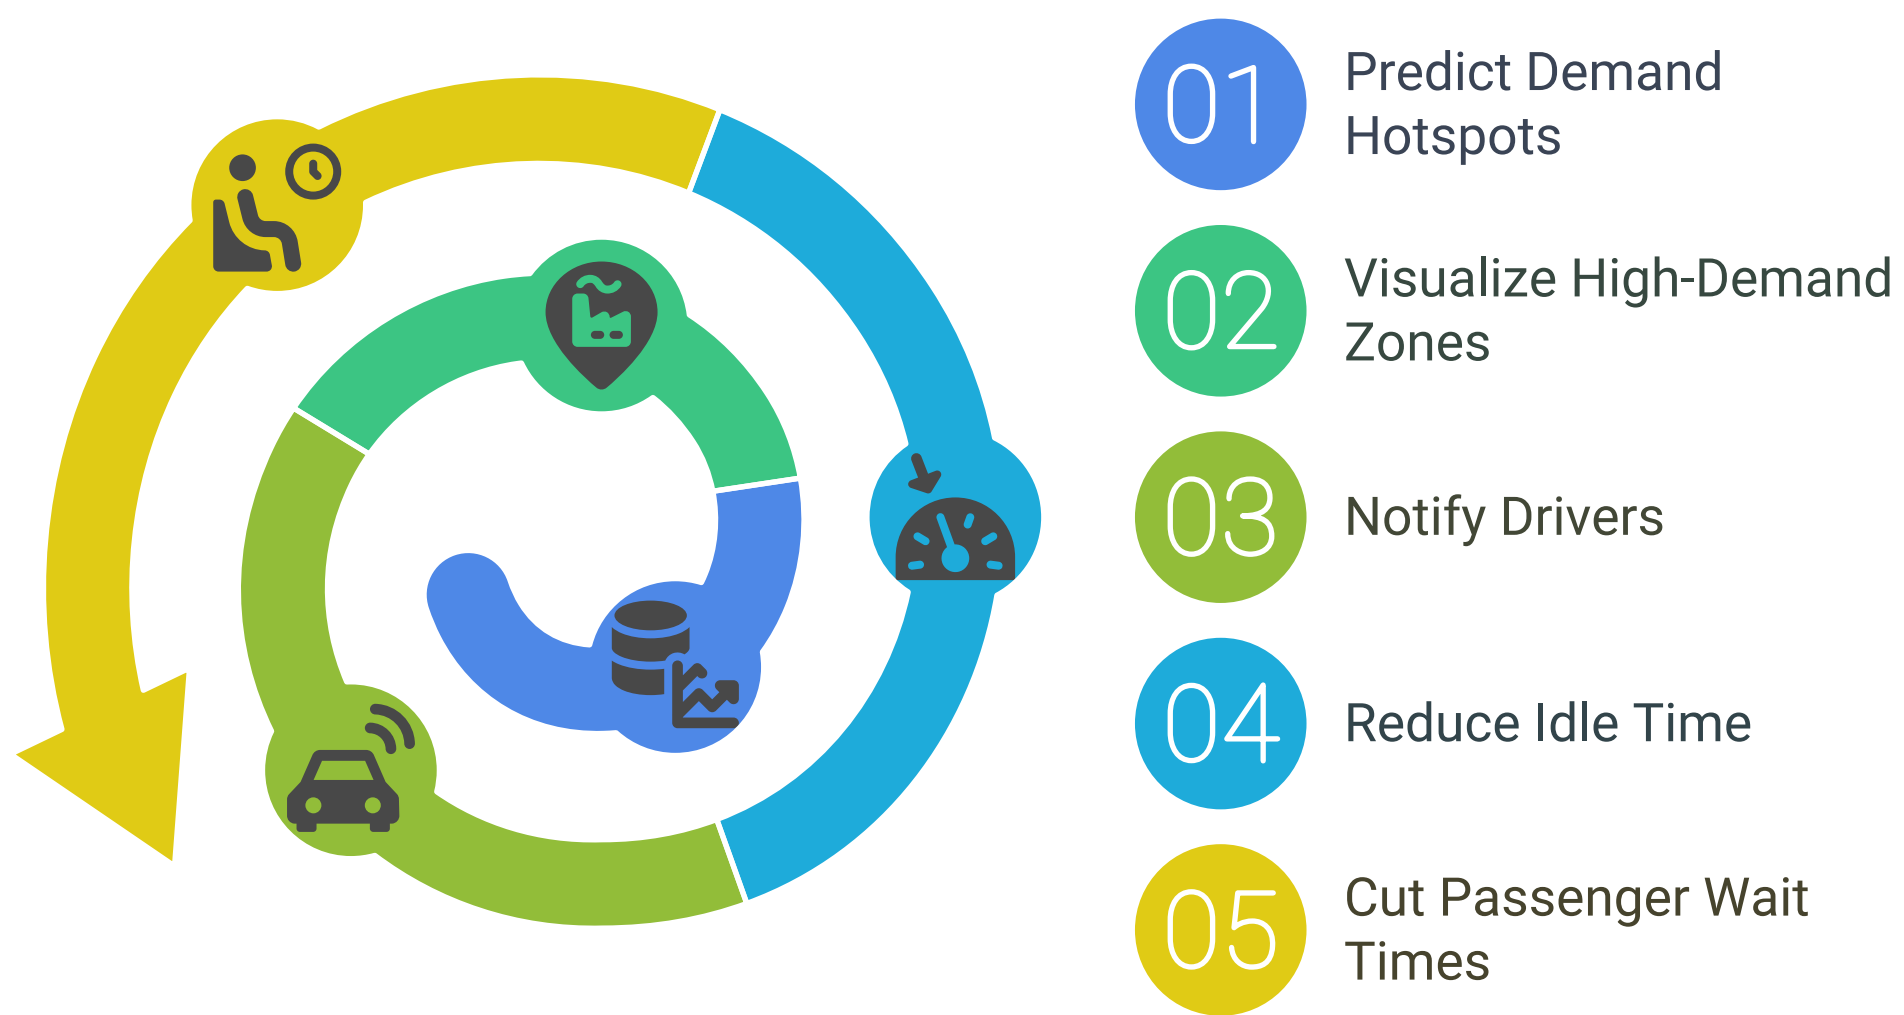 01
Predict Demand
Hotspots
02
Visualize High-Demand
Zones
03
Notify Drivers
04
Reduce Idle Time
05
Cut Passenger Wait
Times